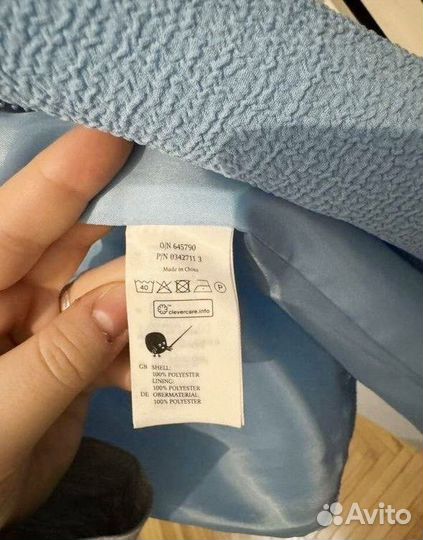 O/N 645790
P/N 0342711 3
Made in China
40 P
clevercare.info
GB SHELL:
100% POLYESTER
LINING:
100% POLYESTER
DE OBERMATERIAL:
100% POLYESTER
Avito